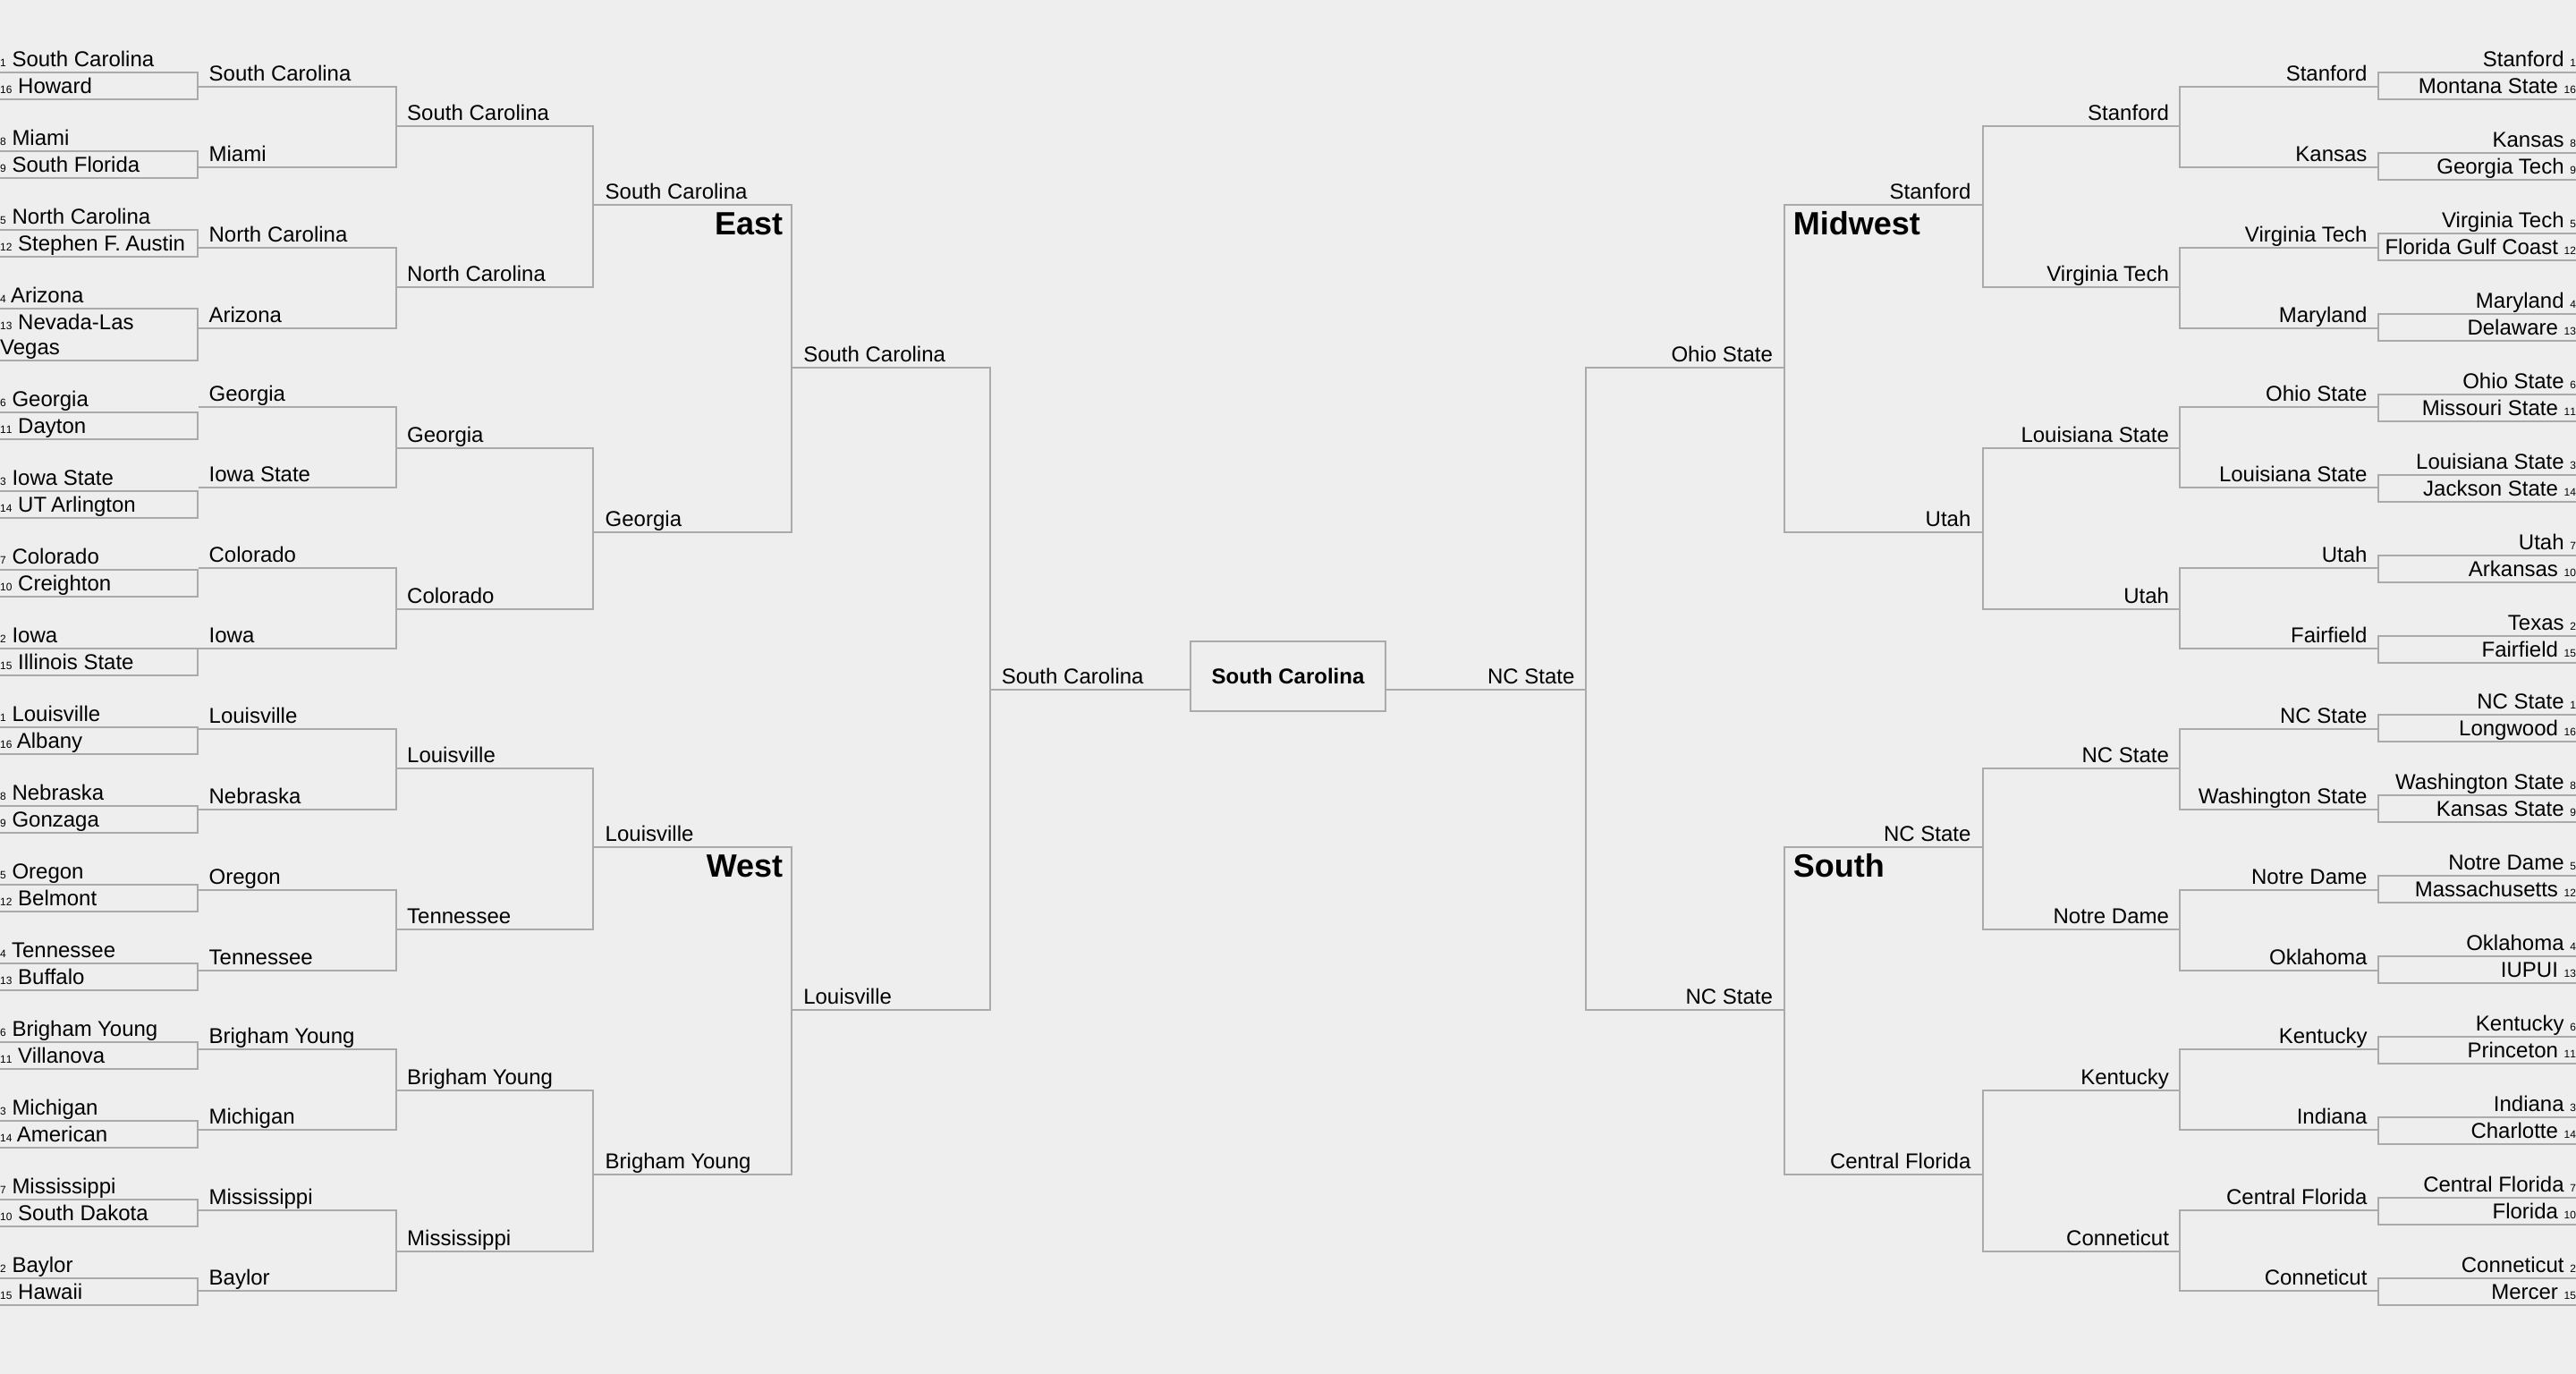 1 South Carolina
16 Howard
8 Miami
9 South Florida
5 North Carolina
12 Stephen F. Austin
4 Arizona
13 Nevada-Las
Vegas
6 Georgia
11 Dayton
3 Iowa State
14 UT Arlington
7 Colorado
10 Creighton
2 Iowa
15 Illinois State
1 Louisville
16 Albany
8 Nebraska
9 Gonzaga
5 Oregon
12 Belmont
4 Tennessee
13 Buffalo
6 Brigham Young
11 Villanova
3 Michigan
14 American
7 Mississippi
10 South Dakota
2 Baylor
15 Hawaii
South Carolina
Miami
North Carolina
Arizona
Georgia
Iowa State
Colorado
Iowa
Louisville
Nebraska
Oregon
Tennessee
Brigham Young
Michigan
Mississippi
Baylor
South Carolina
North Carolina
Georgia
Colorado
Louisville
Tennessee
Brigham Young
Mississippi
South Carolina
East
Georgia
Louisville
West
Brigham Young
South Carolina
Louisville
South Carolina
South Carolina
NC State
Ohio State
NC State
Stanford
Midwest
Utah
NC State
South
Central Florida
Stanford
Virginia Tech
Louisiana State
Utah
NC State
Notre Dame
Kentucky
Conneticut
Stanford
Kansas
Virginia Tech
Maryland
Ohio State
Louisiana State
Utah
Fairfield
NC State
Washington State
Notre Dame
Oklahoma
Kentucky
Indiana
Central Florida
Conneticut
Stanford 1
Montana State 16
Kansas 8
Georgia Tech 9
Virginia Tech 5
Florida Gulf Coast 12
Maryland 4
Delaware 13
Ohio State 6
Missouri State 11
Louisiana State 3
Jackson State 14
Utah 7
Arkansas 10
Texas 2
Fairfield 15
NC State 1
Longwood 16
Washington State 8
Kansas State 9
Notre Dame 5
Massachusetts 12
Oklahoma 4
IUPUI 13
Kentucky 6
Princeton 11
Indiana 3
Charlotte 14
Central Florida 7
Florida 10
Conneticut 2
Mercer 15